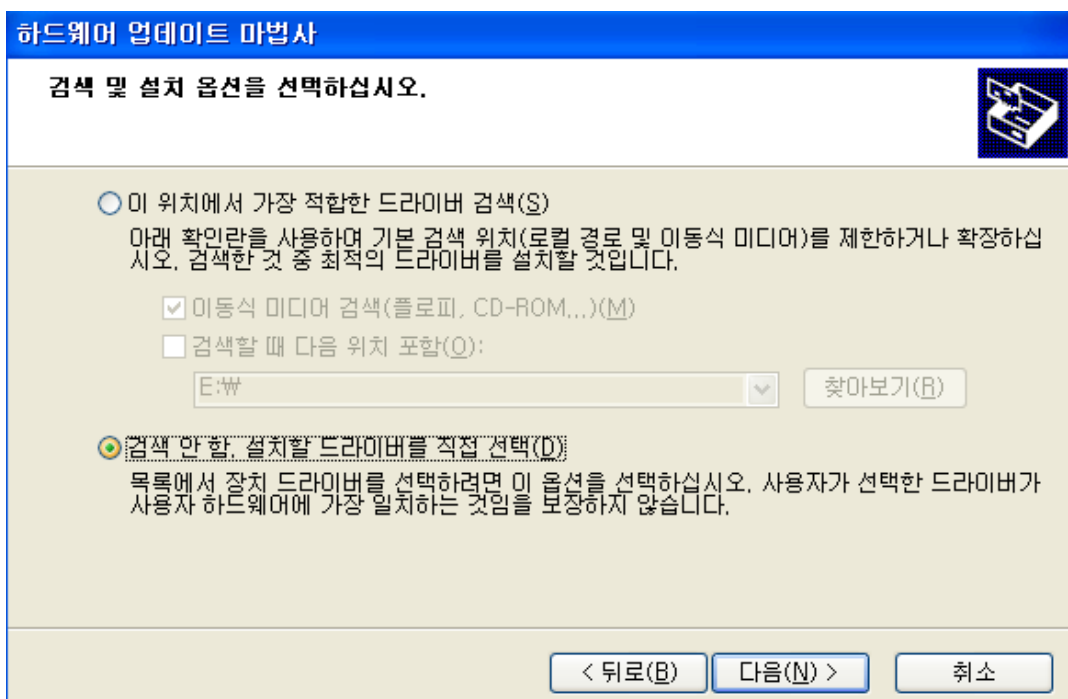 하드웨어 업데이트 마법사
검색 및 설치 옵션을 선택하십시오.
이 위치에서 가장 적합한 드라이버 검색(S)
아래 확인란을 사용하여 기본 검색 위치(로컬 경로 및 이동식 미디어)를 제한하거나 확장하십
시오. 검색한 것 중 최적의 드라이버를 설치할 것입니다.
이동식 미디어 검색(플로피, CD-ROM...)(M)
검색할 때 다음 위치 포함(O):
E:₩
찾아보기(R)
검색 안 함. 설치할 드라이버를 직접 선택(D)
목록에서 장치 드라이버를 선택하려면 이 옵션을 선택하십시오. 사용자가 선택한 드라이버가
사용자 하드웨어에 가장 일치하는 것임을 보장하지 않습니다.
< 뒤로(B) 다음(N) > 취소